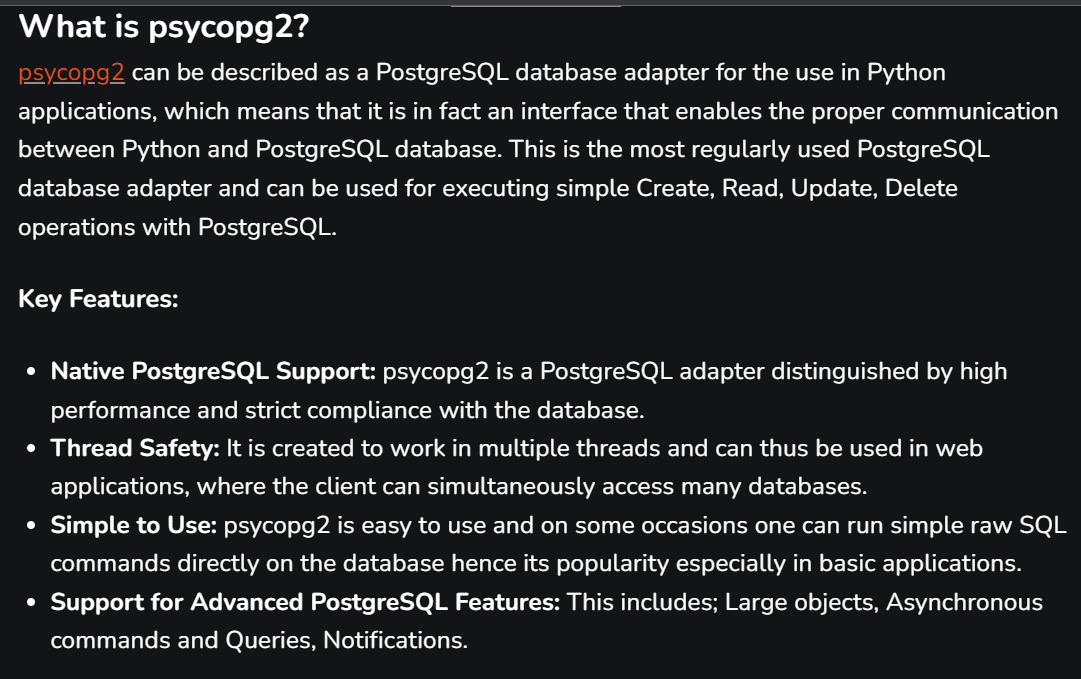 What is psycopg2?
psycopg2 can be described as a PostgreSQL database adapter for the use in Python
applications, which means that it is in fact an interface that enables the proper communication
between Python and PostgreSQL database. This is the most regularly used PostgreSQL
database adapter and can be used for executing simple Create, Read, Update, Delete
operations with PostgreSQL.
Key Features:
• Native PostgreSQL Support: psycopg2 is a PostgreSQL adapter distinguished by high
performance and strict compliance with the database.
• Thread Safety: It is created to work in multiple threads and can thus be used in web
applications, where the client can simultaneously access many databases.
• Simple to Use: psycopg2 is easy to use and on some occasions one can run simple raw SQL
commands directly on the database hence its popularity especially in basic applications.
• Support for Advanced PostgreSQL Features: This includes; Large objects, Asynchronous
commands and Queries, Notifications.